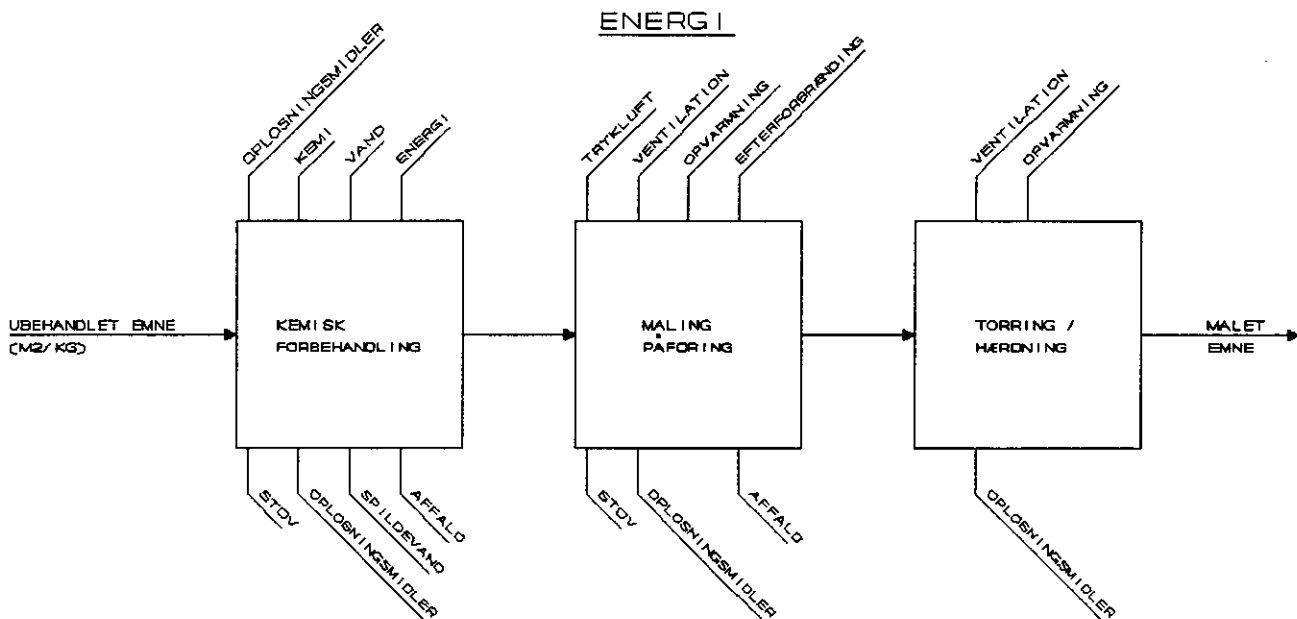 ENERGI
OPLOSNINGSMIDLER
KEMI
VAND
ENERGI
TRYKLUFT
VENTILATION
OPVARMNING
EFTERFORBRÆNDING
VENTILATION
OPVARMNING
UBEHANDLET EMNE
(M2/KG)
KEMISK
FORBEHANDLING
MALING
PÅFORING
TORRING /
HÆRDNING
MALET
EMNE
STOV
OPLOSNINGSMIDLER
SPILDEVAND
AFFALD
STOV
OPLOSNINGSMIDLER
AFFALD
OPLOSNINGSMIDLER